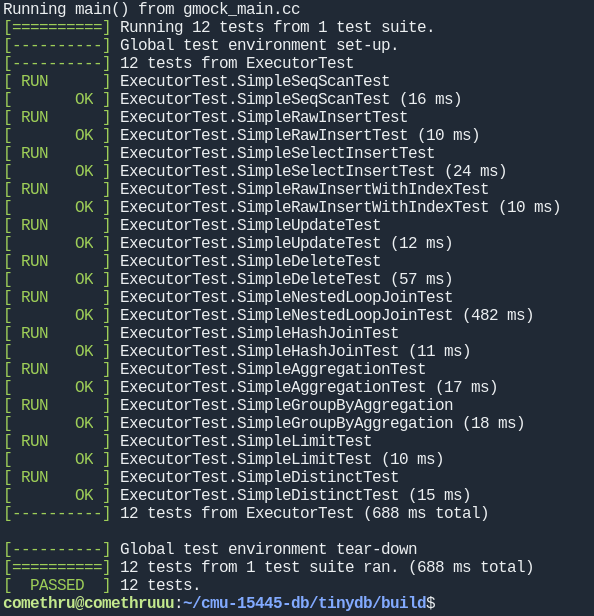 Running main() from gmock_main.cc
[==========] Running 12 tests from 1 test suite.
[----------] Global test environment set-up.
[----------] 12 tests from ExecutorTest
[ RUN      ] ExecutorTest.SimpleSeqScanTest
[       OK ] ExecutorTest.SimpleSeqScanTest (16 ms)
[ RUN      ] ExecutorTest.SimpleRawInsertTest
[       OK ] ExecutorTest.SimpleRawInsertTest (10 ms)
[ RUN      ] ExecutorTest.SimpleSelectInsertTest
[       OK ] ExecutorTest.SimpleSelectInsertTest (24 ms)
[ RUN      ] ExecutorTest.SimpleRawInsertWithIndexTest
[       OK ] ExecutorTest.SimpleRawInsertWithIndexTest (10 ms)
[ RUN      ] ExecutorTest.SimpleUpdateTest
[       OK ] ExecutorTest.SimpleUpdateTest (12 ms)
[ RUN      ] ExecutorTest.SimpleDeleteTest
[       OK ] ExecutorTest.SimpleDeleteTest (57 ms)
[ RUN      ] ExecutorTest.SimpleNestedLoopJoinTest
[       OK ] ExecutorTest.SimpleNestedLoopJoinTest (482 ms)
[ RUN      ] ExecutorTest.SimpleHashJoinTest
[       OK ] ExecutorTest.SimpleHashJoinTest (11 ms)
[ RUN      ] ExecutorTest.SimpleAggregationTest
[       OK ] ExecutorTest.SimpleAggregationTest (17 ms)
[ RUN      ] ExecutorTest.SimpleGroupByAggregation
[       OK ] ExecutorTest.SimpleGroupByAggregation (18 ms)
[ RUN      ] ExecutorTest.SimpleLimitTest
[       OK ] ExecutorTest.SimpleLimitTest (10 ms)
[ RUN      ] ExecutorTest.SimpleDistinctTest
[       OK ] ExecutorTest.SimpleDistinctTest (15 ms)
[----------] 12 tests from ExecutorTest (688 ms total)

[----------] Global test environment tear-down
[==========] 12 tests from 1 test suite ran. (688 ms total)
[  PASSED  ] 12 tests.
comethru@comethruuu:~/cmu-15445-db/tinydb/build$